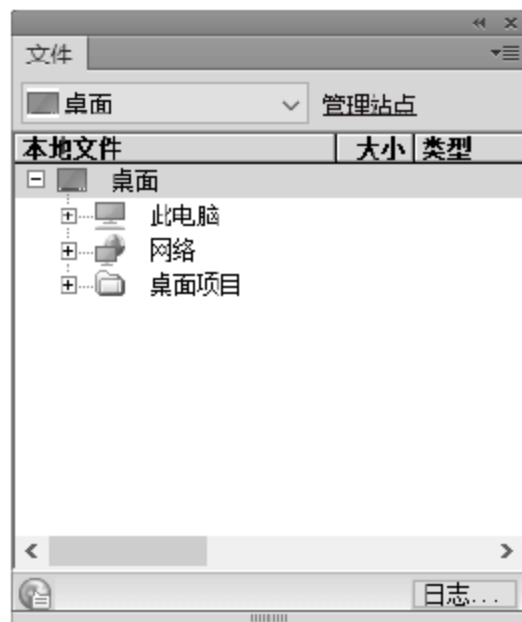 文件
桌面 管理站点
本地文件 大小 类型
桌面
此电脑
网络
桌面项目
日志...